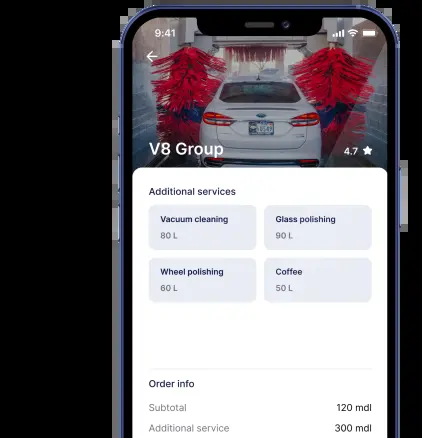 9:41
V8 Group
4.7
Additional services
Vacuum cleaning
80 L
Glass polishing
90 L
Wheel polishing
60 L
Coffee
50 L
Order info
Subtotal 120 mdl
Additional service 300 mdl